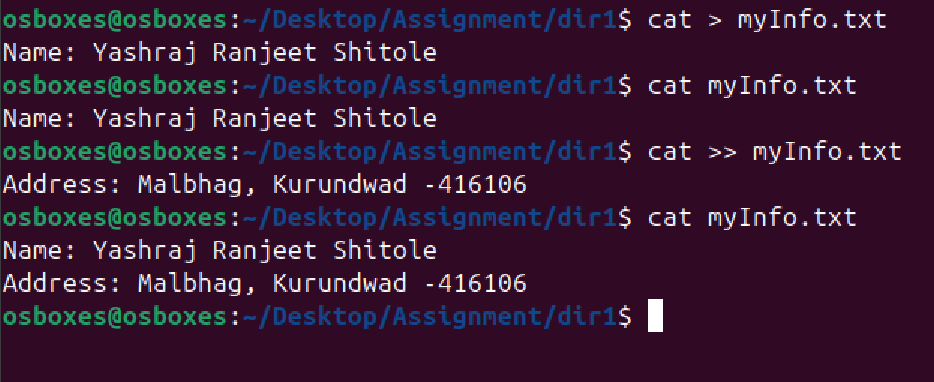 osboxes@osboxes:~/Desktop/Assignment/dir1$ cat > myInfo.txt
Name: Yashraj Ranjeet Shitole
osboxes@osboxes:~/Desktop/Assignment/dir1$ cat myInfo.txt
Name: Yashraj Ranjeet Shitole
osboxes@osboxes:~/Desktop/Assignment/dir1$ cat >> myInfo.txt
Address: Malbhag, Kurundwad -416106
osboxes@osboxes:~/Desktop/Assignment/dir1$ cat myInfo.txt
Name: Yashraj Ranjeet Shitole
Address: Malbhag, Kurundwad -416106
osboxes@osboxes:~/Desktop/Assignment/dir1$